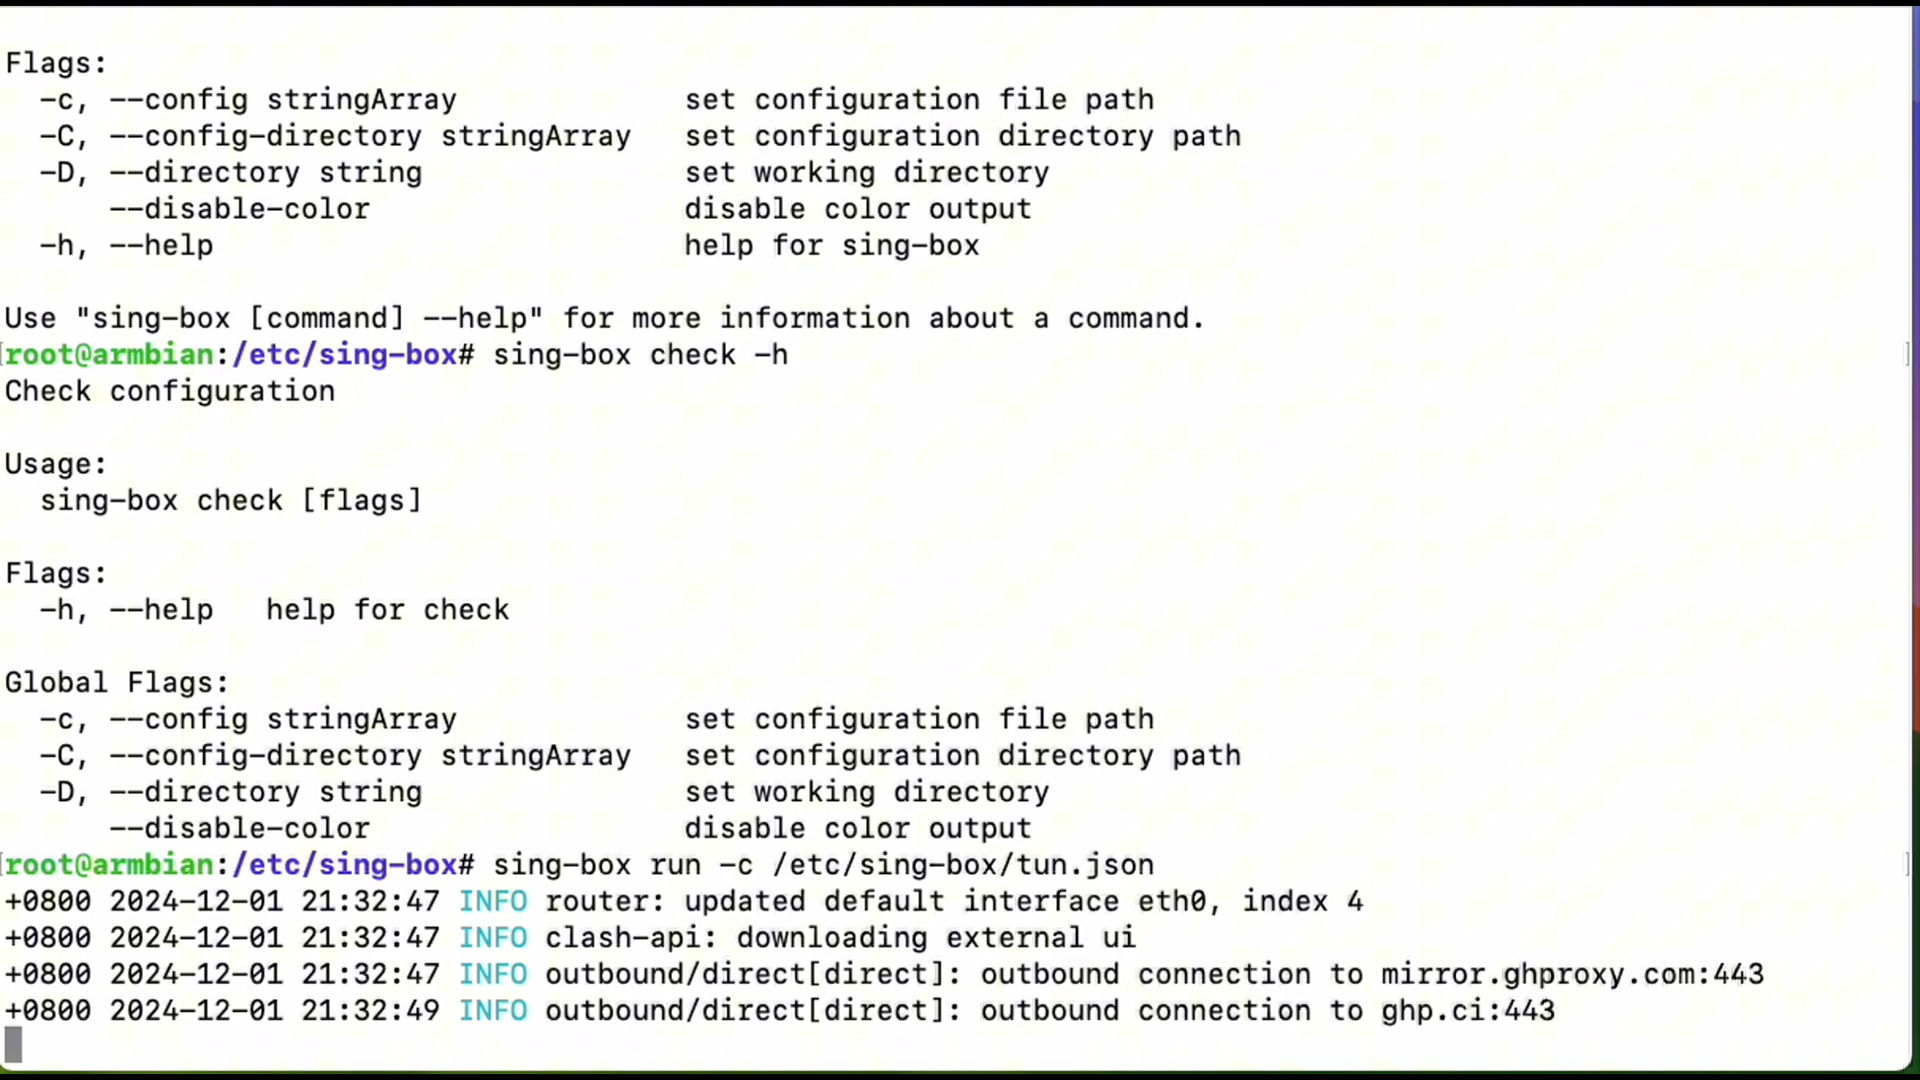 Flags:
  -c, --config stringArray             set configuration file path
  -C, --config-directory stringArray   set configuration directory path
  -D, --directory string               set working directory
      --disable-color                  disable color output
  -h, --help                           help for sing-box
Use "sing-box [command] --help" for more information about a command.
[root@armbian:/etc/sing-box# sing-box check -h ]
Check configuration
Usage:
  sing-box check [flags]
Flags:
  -h, --help   help for check
Global Flags:
  -c, --config stringArray             set configuration file path
  -C, --config-directory stringArray   set configuration directory path
  -D, --directory string               set working directory
      --disable-color                  disable color output
[root@armbian:/etc/sing-box# sing-box run -c /etc/sing-box/tun.json ]
+0800 2024-12-01 21:32:47 INFO router: updated default interface eth0, index 4
+0800 2024-12-01 21:32:47 INFO clash-api: downloading external ui
+0800 2024-12-01 21:32:47 INFO outbound/direct[direct]: outbound connection to mirror.ghproxy.com:443
+0800 2024-12-01 21:32:49 INFO outbound/direct[direct]: outbound connection to ghp.ci:443